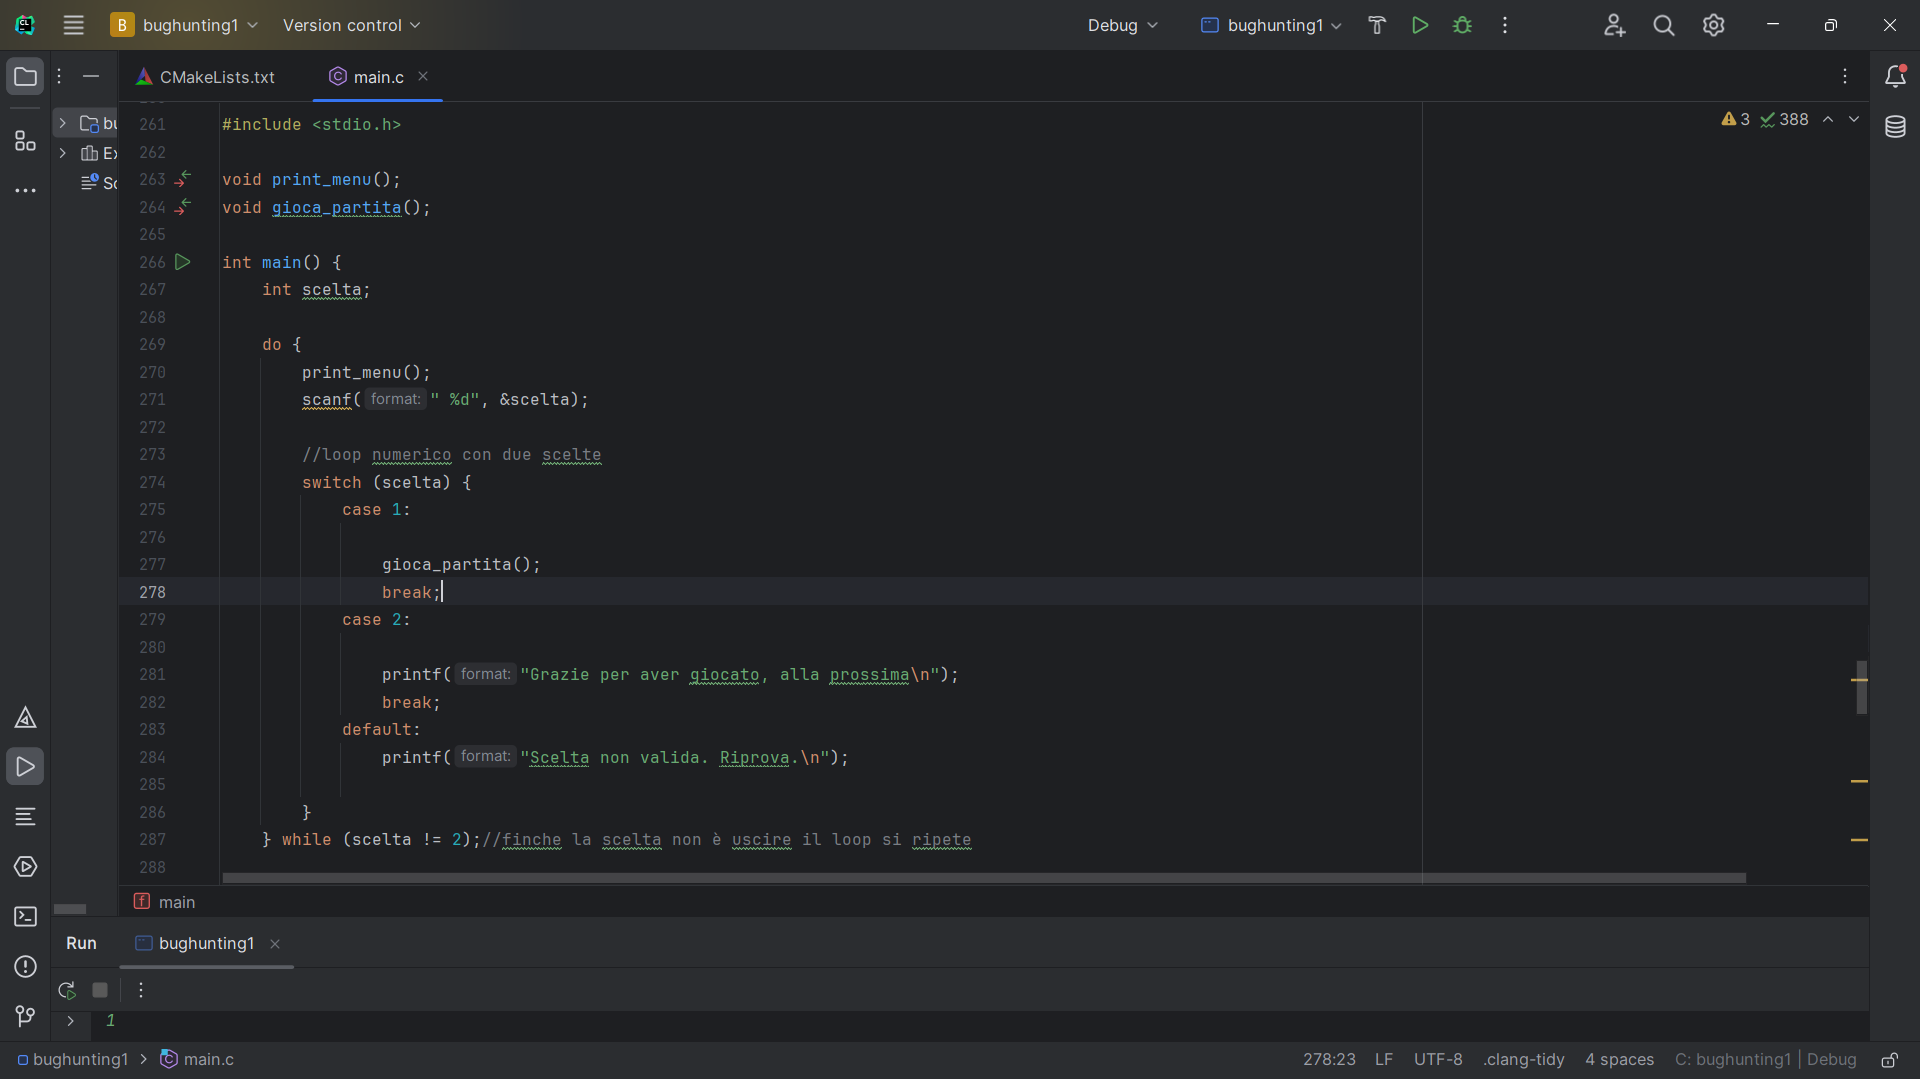 B bughunting1 Version control Debug bughunting1
CMakeLists.txt main.c
3 388
261 #include <stdio.h>
262
263 void print_menu();
264 void gioca_partita();
265
266 int main() {
267 int scelta;
268
269 do {
270 print_menu();
271 scanf( format: " %d", &scelta);
272
273 //loop numerico con due scelte
274 switch (scelta) {
275 case 1:
276
277 gioca_partita();
278 break;
279 case 2:
280
281 printf( format: "Grazie per aver giocato, alla prossima\n");
282 break;
283 default:
284 printf( format: "Scelta non valida. Riprova.\n");
285
286 }
287 } while (scelta != 2);//finche la scelta non è uscire il loop si ripete
288
bu
Ex
Sc
main
Run bughunting1
1
bughunting1 > main.c 278:23 LF UTF-8 .clang-tidy 4 spaces C: bughunting1 | Debug